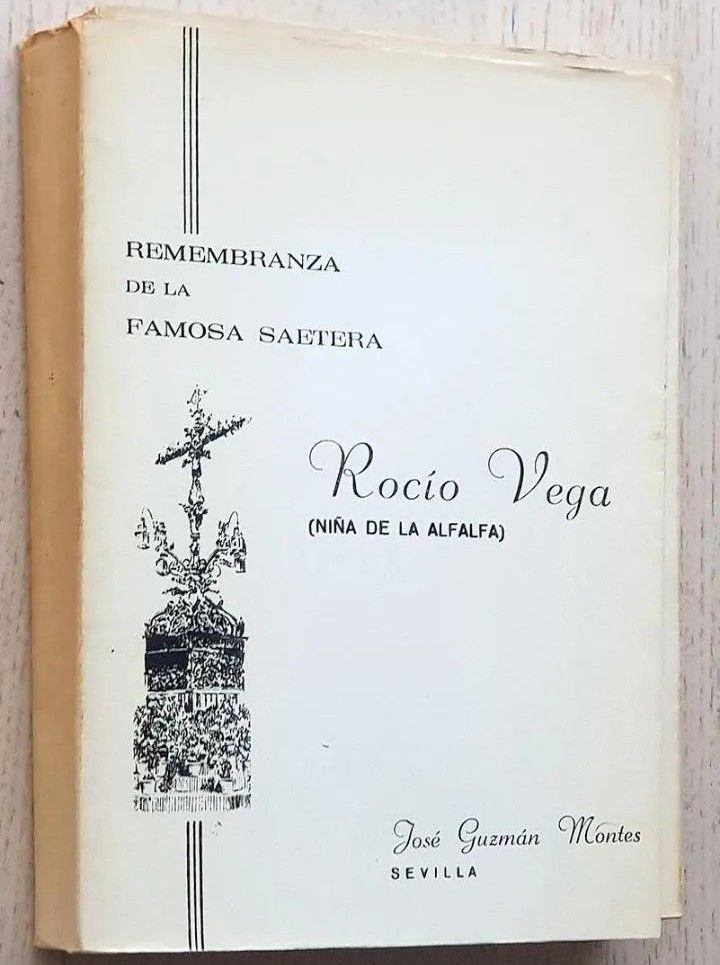 REMEMBRANZA
DE LA
FAMOSA SAETERA
Rocío Vega
(NIÑA DE LA ALFALFA)
José Guzmán Montes
SEVILLA